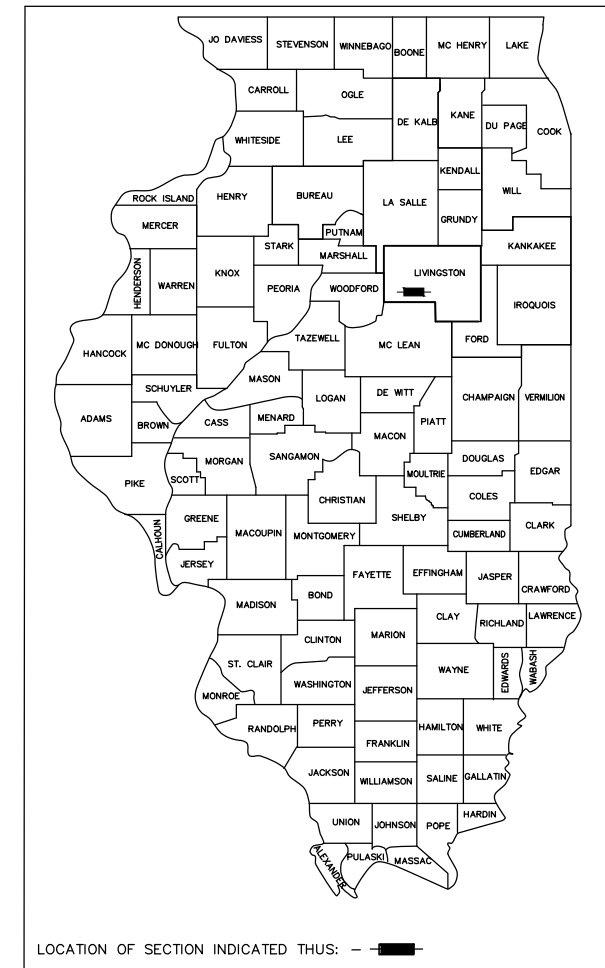 JO DAVIESS STEVENSON WINNEBAGO BOONE MC HENRY LAKE
CARROLL OGLE DE KALB KANE DU PAGE COOK
WHITESIDE LEE KENDALL WILL
ROCK ISLAND HENRY BUREAU LA SALLE GRUNDY
MERCER STARK PUTNAM KANKAKEE
HENDERSON WARREN KNOX PEORIA MARSHALL WOODFORD LIVINGSTON IROQUOIS
HANCOCK MC DONOUGH FULTON TAZEWELL MC LEAN FORD
SCHUYLER MASON LOGAN DE WITT CHAMPAIGN VERMILION
ADAMS BROWN CASS MENARD MACON PIATT
PIKE SCOTT MORGAN SANGAMON CHRISTIAN MOULTRIE DOUGLAS EDGAR
COLES
CALHOUN GREENE MACOUPIN MONTGOMERY SHELBY CUMBERLAND CLARK
JERSEY FAYETTE EFFINGHAM JASPER CRAWFORD
MADISON BOND CLAY RICHLAND LAWRENCE
CLINTON MARION
ST. CLAIR WASHINGTON JEFFERSON WAYNE EDWARDS WABASH
MONROE
RANDOLPH PERRY HAMILTON WHITE
FRANKLIN
JACKSON WILLIAMSON SALINE GALLATIN
UNION JOHNSON POPE HARDIN
ALEXANDER PULASKI MASSAC
LOCATION OF SECTION INDICATED THUS: –